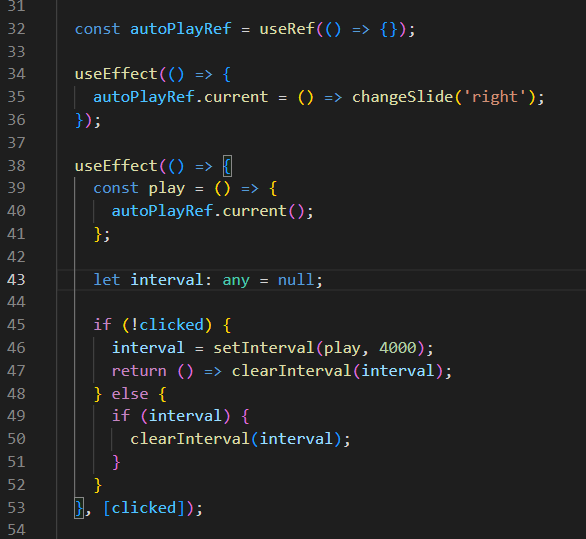 31
32 const autoPlayRef = useRef(() => {});
33
34 useEffect(() => {
35 autoPlayRef.current = () => changeSlide('right');
36 });
37
38 useEffect(() => {
39 const play = () => {
40 autoPlayRef.current();
41 };
42
43 let interval: any = null;
44
45 if (!clicked) {
46 interval = setInterval(play, 4000);
47 return () => clearInterval(interval);
48 } else {
49 if (interval) {
50 clearInterval(interval);
51 }
52 }
53 }, [clicked]);
54